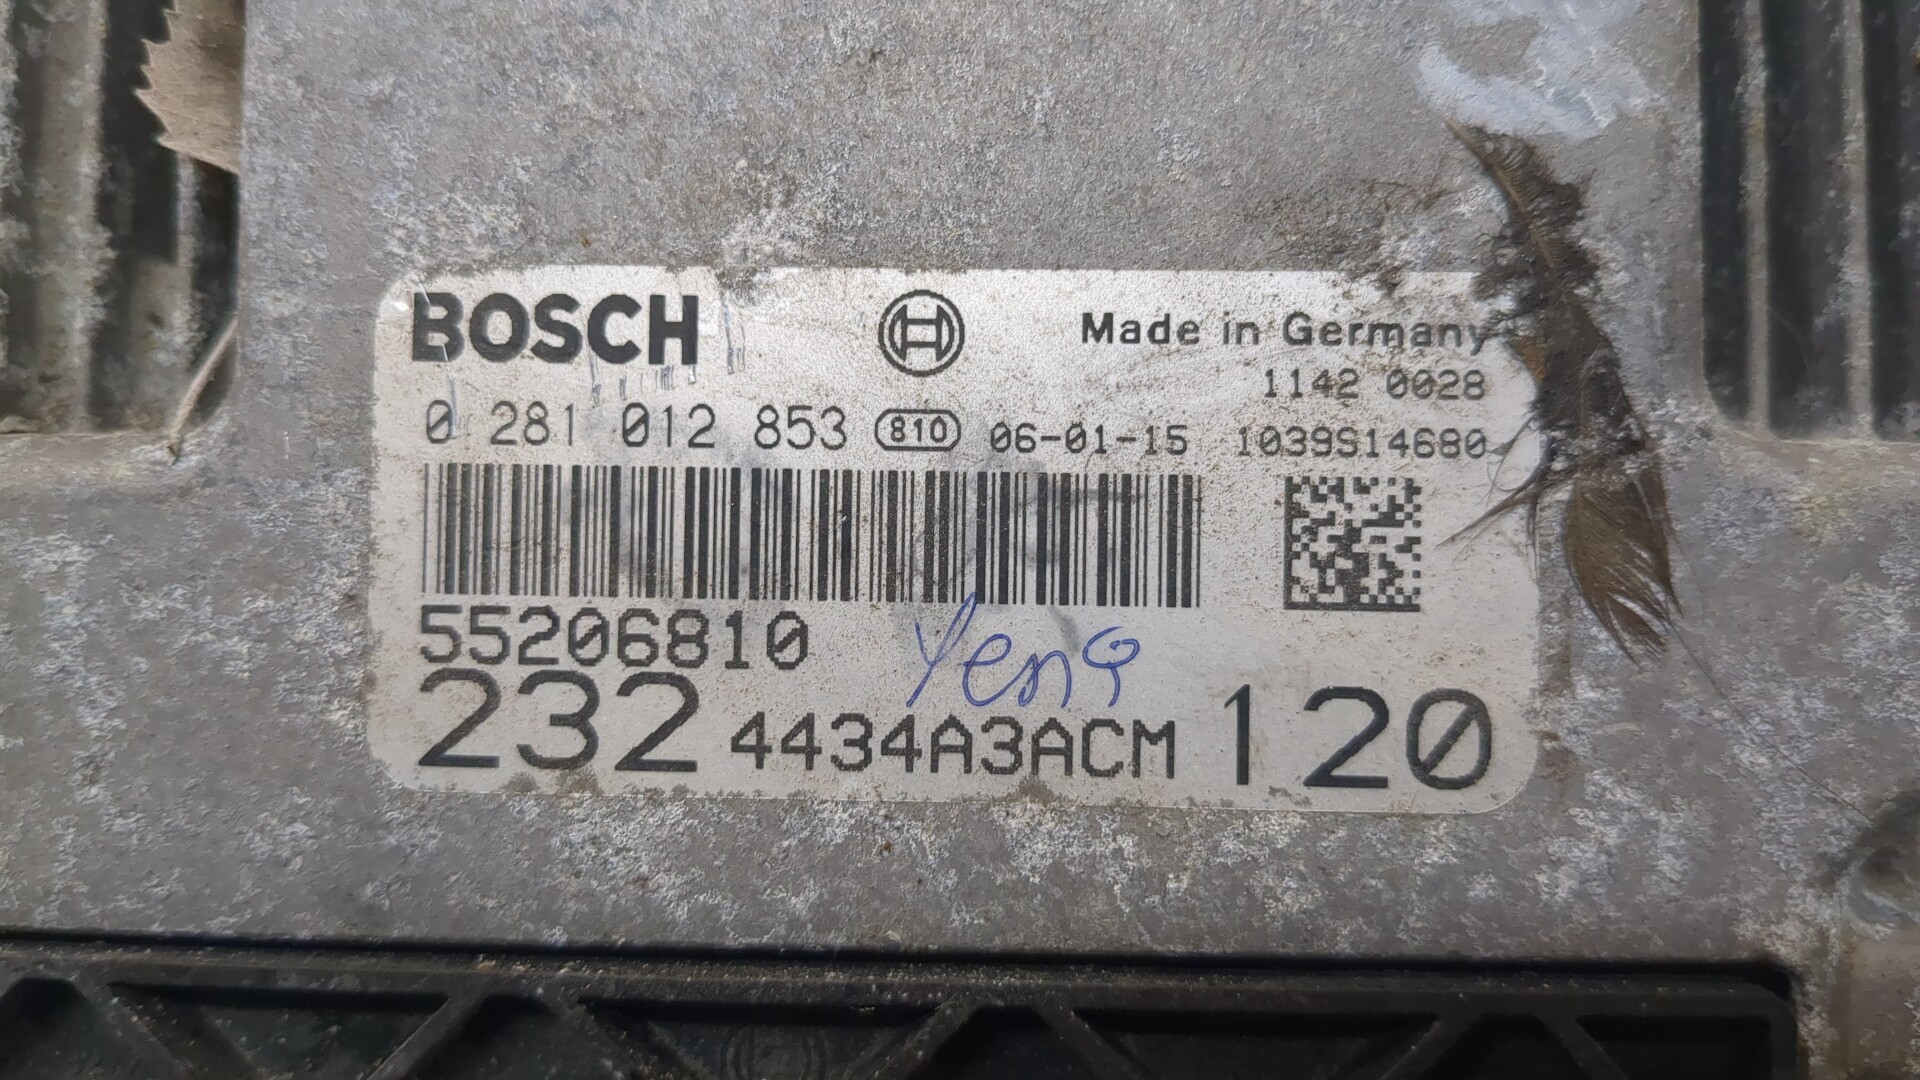 BOSCH Made in Germany
1142 0028
0 281 012 853 810 06-01-15 1039S14680
55206810 Yeni
232 4434A3ACM 120